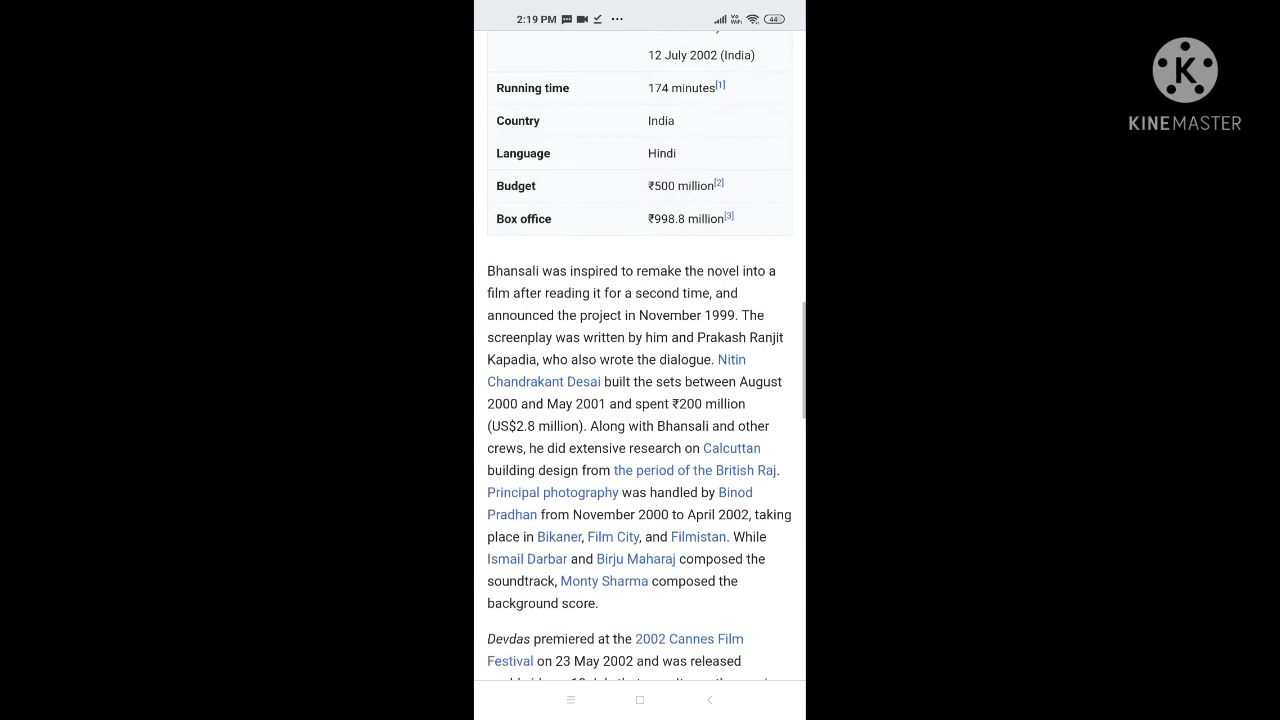 2:19 PM
Vo
WiFi
44
12 July 2002 (India)
Running time 174 minutes[1]
Country India
Language Hindi
Budget ₹500 million[2]
Box office ₹998.8 million[3]
Bhansali was inspired to remake the novel into a
film after reading it for a second time, and
announced the project in November 1999. The
screenplay was written by him and Prakash Ranjit
Kapadia, who also wrote the dialogue. Nitin
Chandrakant Desai built the sets between August
2000 and May 2001 and spent ₹200 million
(US$2.8 million). Along with Bhansali and other
crews, he did extensive research on Calcuttan
building design from the period of the British Raj.
Principal photography was handled by Binod
Pradhan from November 2000 to April 2002, taking
place in Bikaner, Film City, and Filmistan. While
Ismail Darbar and Birju Maharaj composed the
soundtrack, Monty Sharma composed the
background score.
Devdas premiered at the 2002 Cannes Film
Festival on 23 May 2002 and was released
K
KINEMASTER